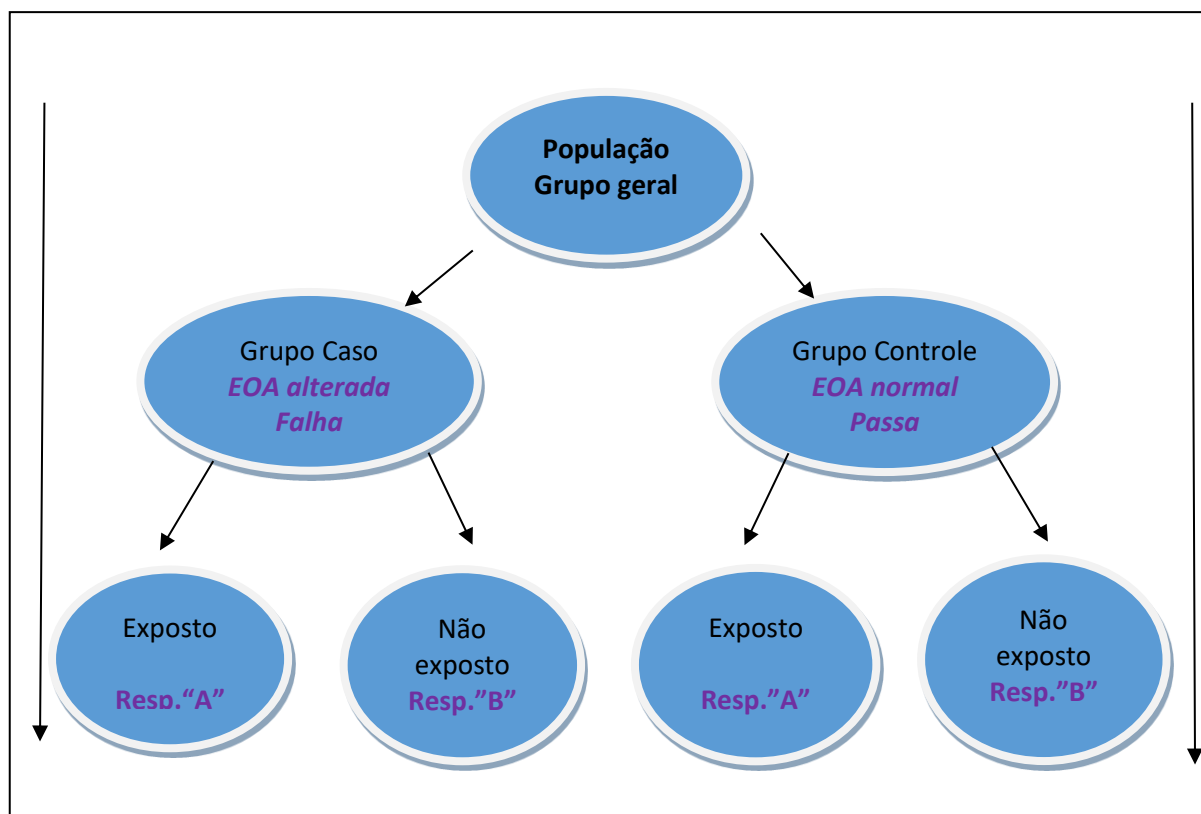 População
Grupo geral
Grupo Caso
EOA alterada
Falha
Grupo Controle
EOA normal
Passa
Exposto
Resp.“A”
Não
exposto
Resp.”B”
Exposto
Resp.”A”
Não
exposto
Resp.”B”